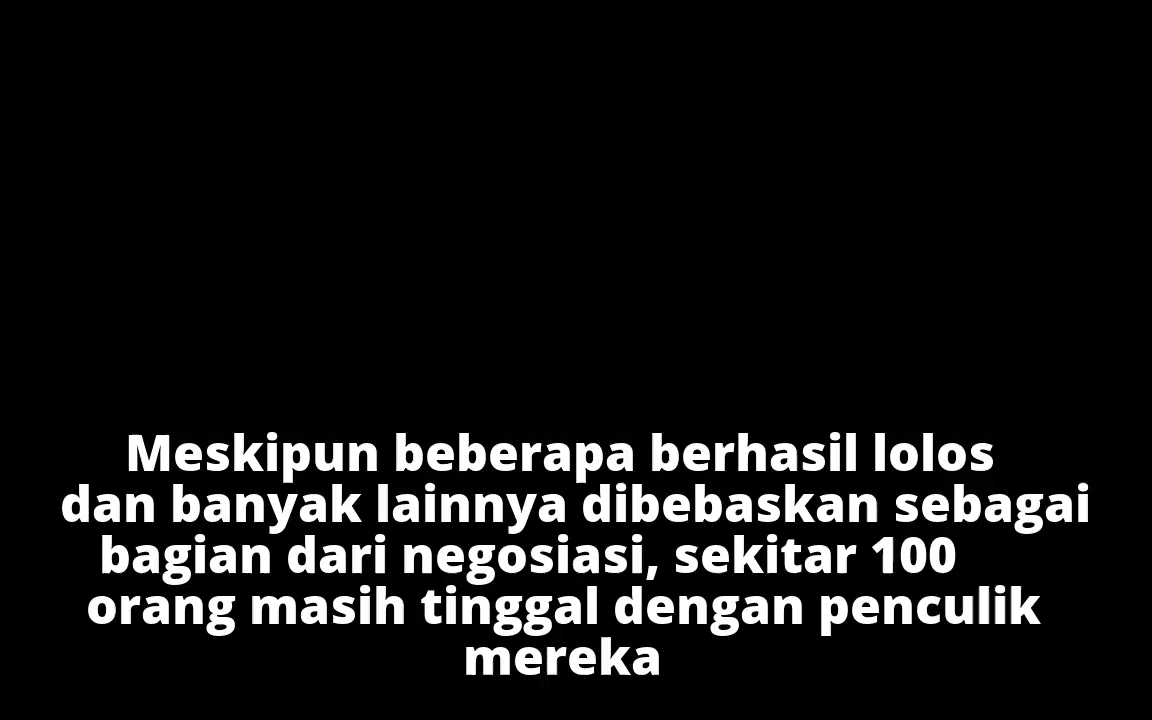 Meskipun beberapa berhasil lolos
dan banyak lainnya dibebaskan sebagai
bagian dari negosiasi, sekitar 100
orang masih tinggal dengan penculik
mereka